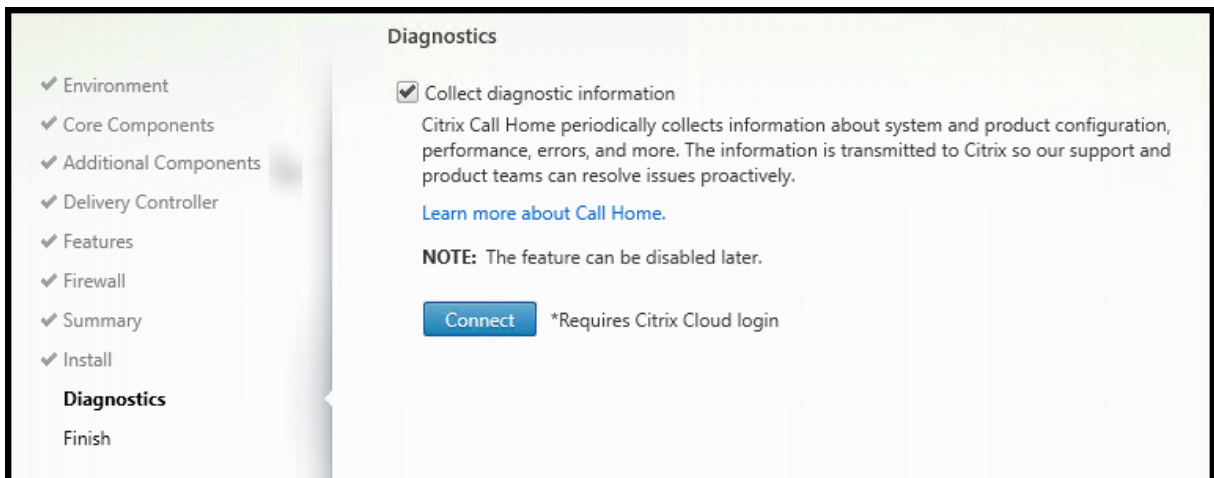 Diagnostics
Environment
Core Components
Additional Components
Delivery Controller
Features
Firewall
Summary
Install
Diagnostics
Finish
Collect diagnostic information
Citrix Call Home periodically collects information about system and product configuration,
performance, errors, and more. The information is transmitted to Citrix so our support and
product teams can resolve issues proactively.
Learn more about Call Home.
NOTE: The feature can be disabled later.
Connect *Requires Citrix Cloud login